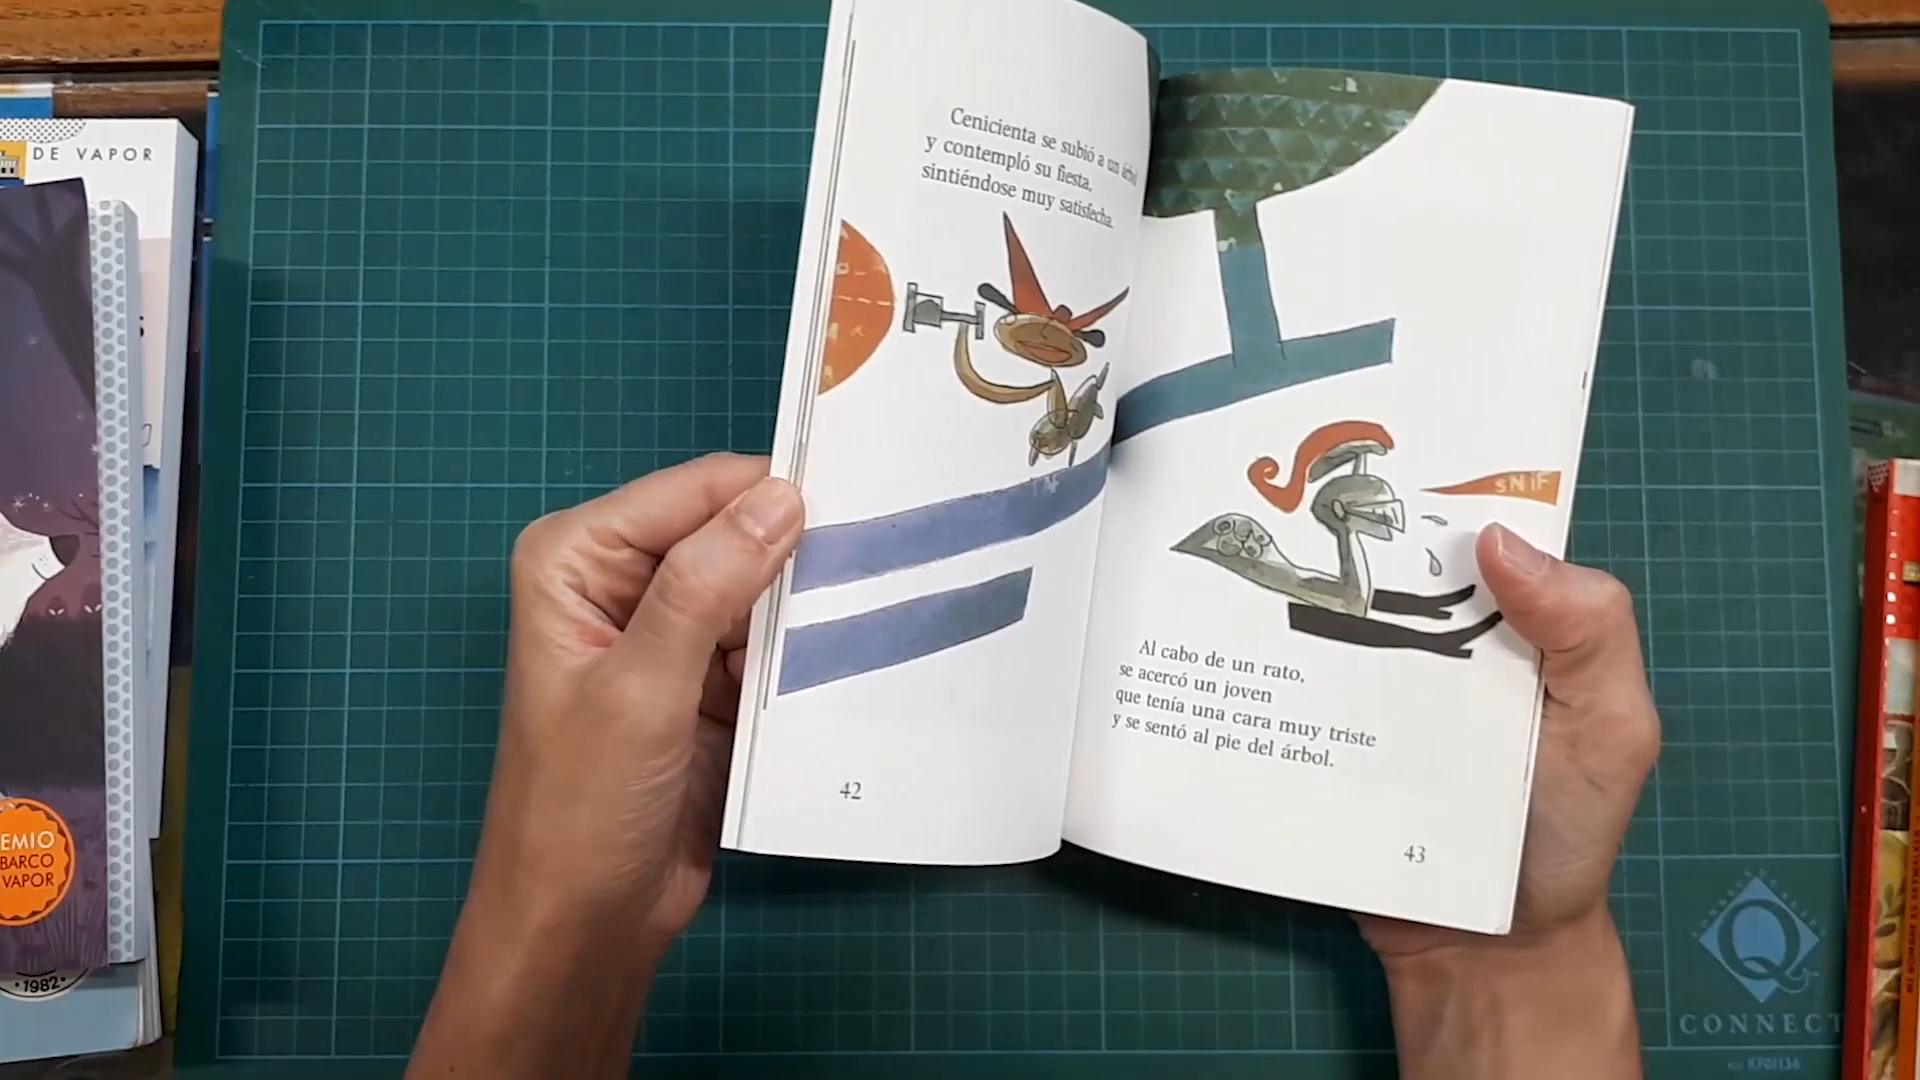 DE VAPOR
EMIO
BARCO
VAPOR
·1982·
Cenicienta se subió a un árbol
y contempló su fiesta,
sintiéndose muy satisfecha.
42
SNIF
Al cabo de un rato,
se acercó un joven
que tenía una cara muy triste
y se sentó al pie del árbol.
43
Q
CONNECT
KF01136